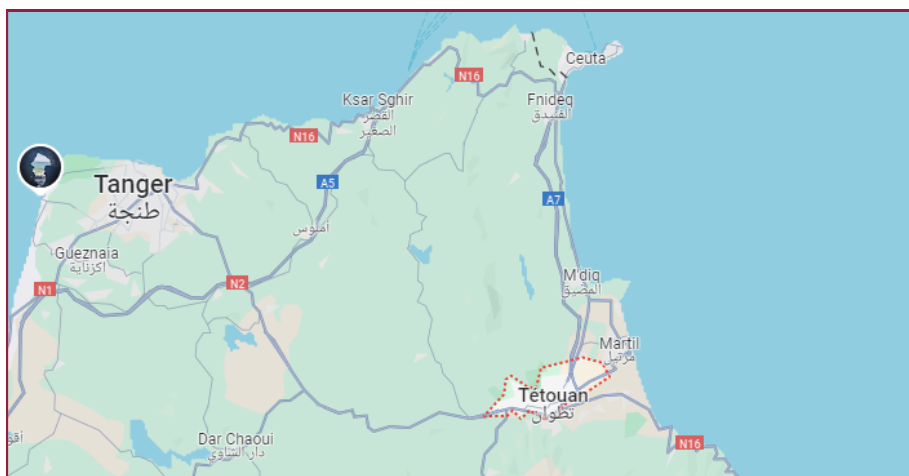 Ceuta
N16
Ksar Sghir
القصر
الصغير
Fnideq
الفنيدق
N16
Tanger
طنجة
A5
A7
أملوس
Gueznaia
اكزناية
M'diq
المضيق
N1
N2
Martil
مرتيل
Tétouan
تطوان
Dar Chaoui
دار الشاوي
N16